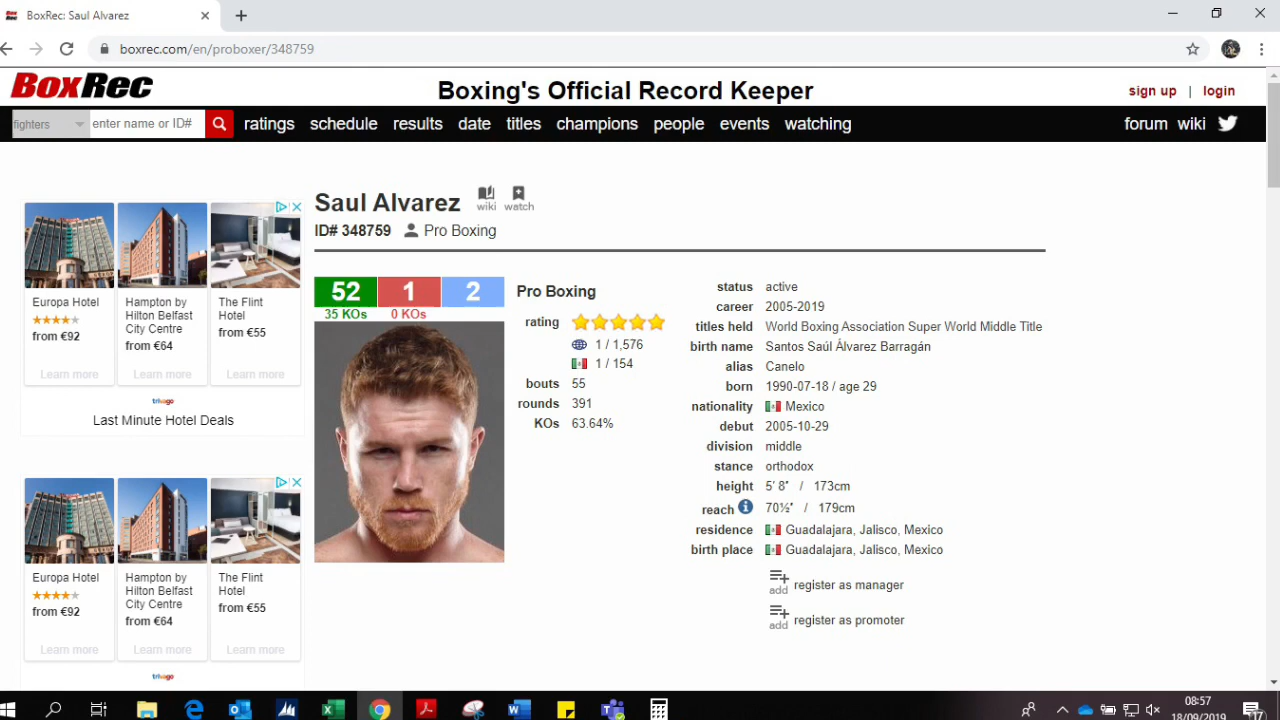 BoxRec: Saul Alvarez
boxrec.com/en/proboxer/348759
BoxRec
Boxing's Official Record Keeper
sign up | login
fighters
enter name or ID#
ratings schedule results date titles champions people events watching
forum wiki
Saul Alvarez
wiki watch
ID# 348759 Pro Boxing
52 1 2
35 KOs 0 KOs
Pro Boxing
rating
1 / 1,576
1 / 154
bouts 55
rounds 391
KOs 63.64%
status active
career 2005-2019
titles held World Boxing Association Super World Middle Title
birth name Santos Saúl Álvarez Barragán
alias Canelo
born 1990-07-18 / age 29
nationality Mexico
debut 2005-10-29
division middle
stance orthodox
height 5′ 8″ / 173cm
reach 70½″ / 179cm
residence Guadalajara, Jalisco, Mexico
birth place Guadalajara, Jalisco, Mexico
add register as manager
add register as promoter
Europa Hotel
from €92
Learn more
Hampton by
Hilton Belfast
City Centre
from €64
Learn more
The Flint
Hotel
from €55
Learn more
trivago
Last Minute Hotel Deals
Europa Hotel
from €92
Learn more
Hampton by
Hilton Belfast
City Centre
from €64
Learn more
The Flint
Hotel
from €55
Learn more
trivago
08:57
18/09/2019